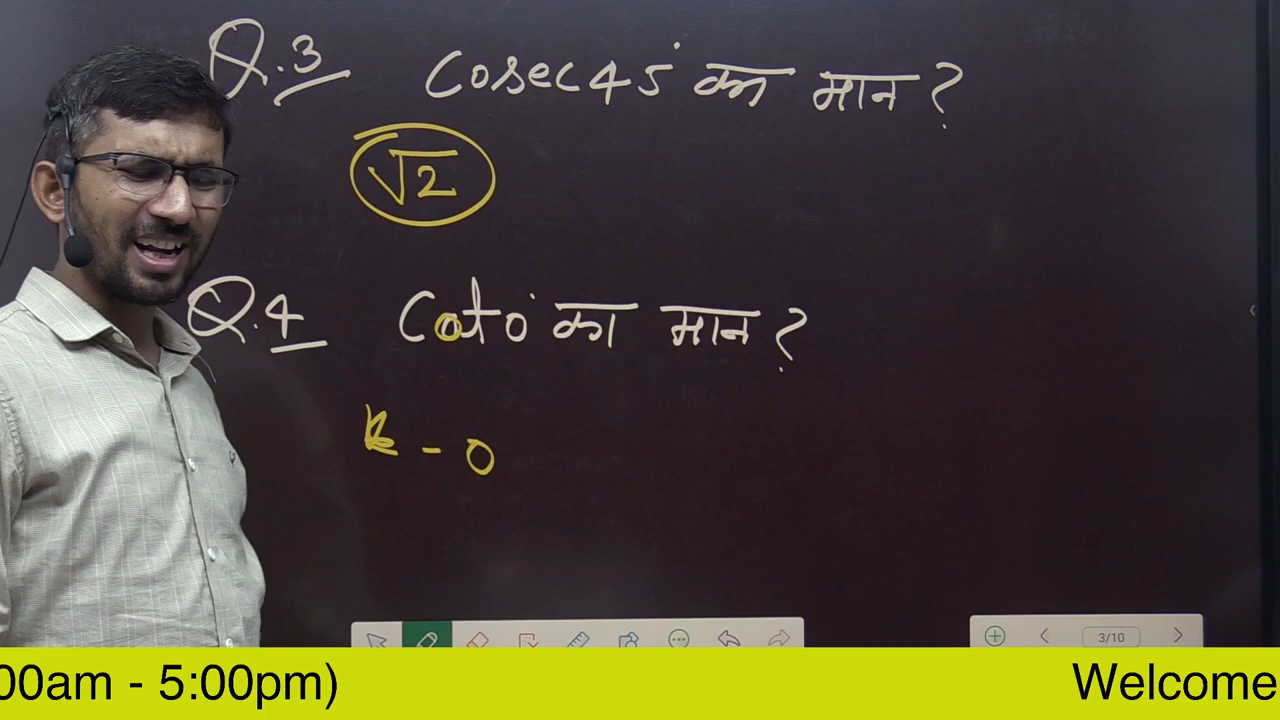 Q.3 Cosec45° का मान ?
√2
Q.4 Cot0° का मान ?
- 0
3/10
00am - 5:00pm) Welcome